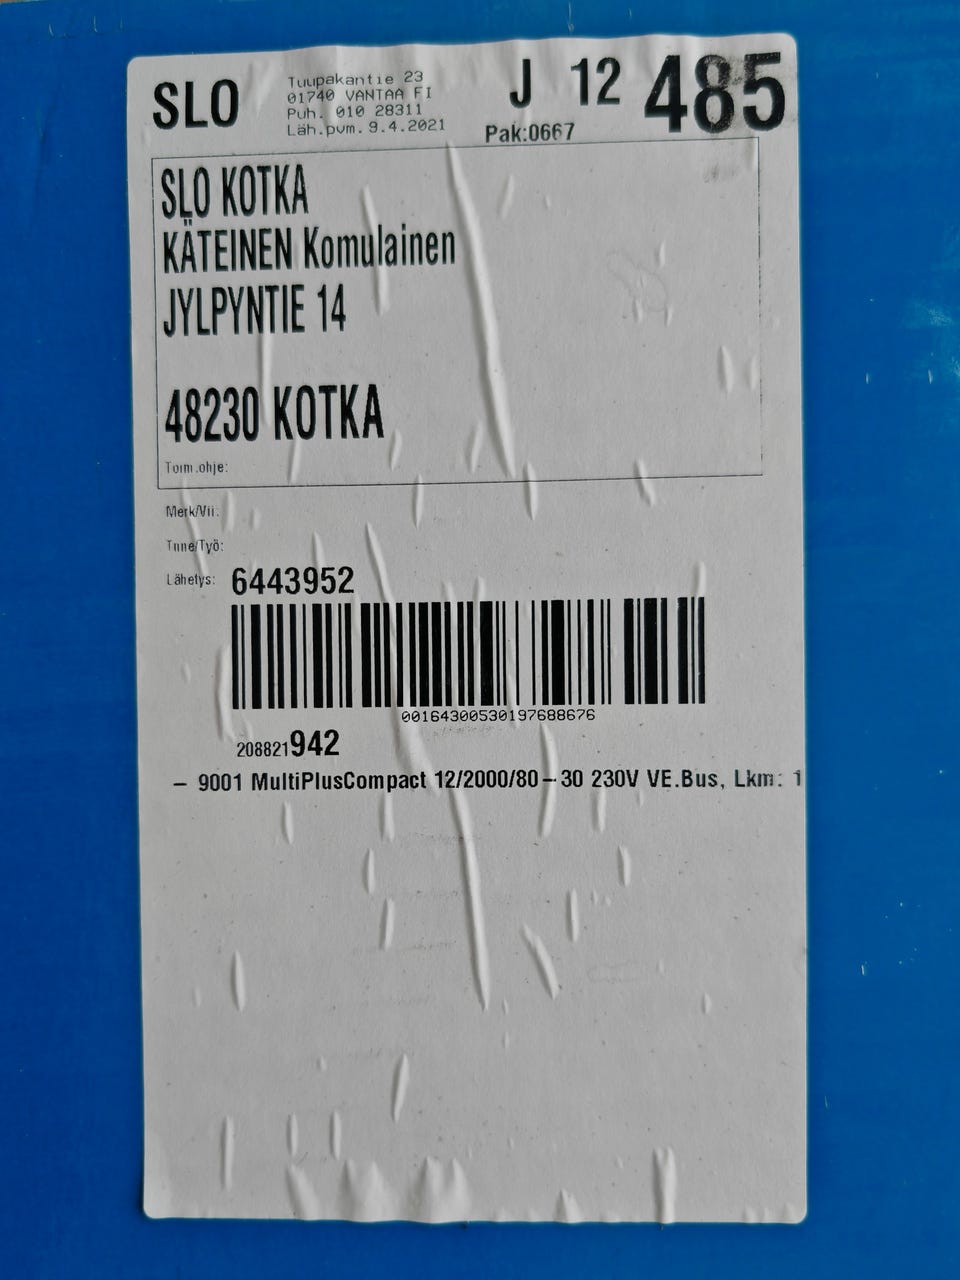 SLO
Tuupakantie 23
01740 VANTAA FI
Puh. 010 28311
Läh.pvm. 9.4.2021
J 12 485
Pak:0667
SLO KOTKA
KÄTEINEN Komulainen
JYLPYNTIE 14
48230 KOTKA
Toim.ohje:
Merk/Vii:
Tnne/Työ:
Lähetys: 6443952
00164300530197688676
208821942
– 9001 MultiPlusCompact 12/2000/80–30 230V VE.Bus, Lkm: 1